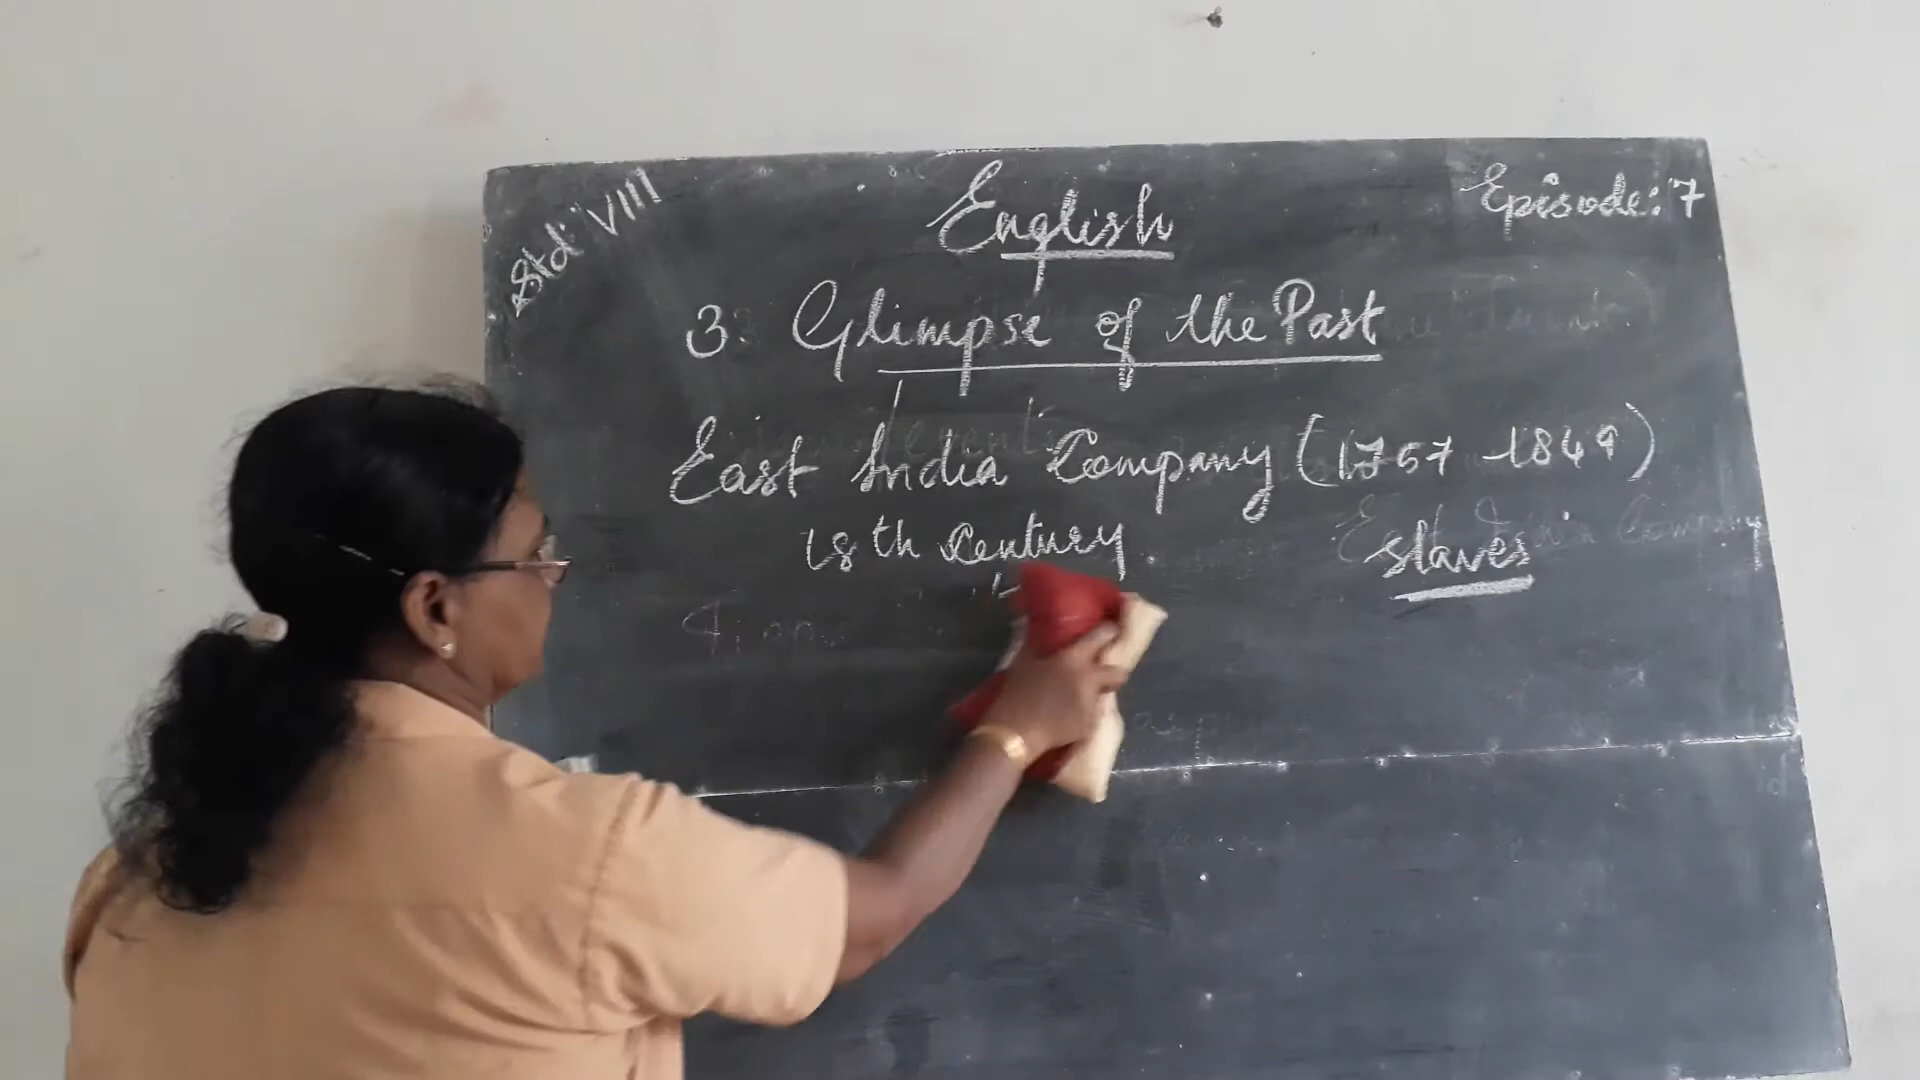 Std: VIII
English
Episode: 7
3. Glimpse of the Past
East India Company (1757 - 1849)
18th Century.
slaves